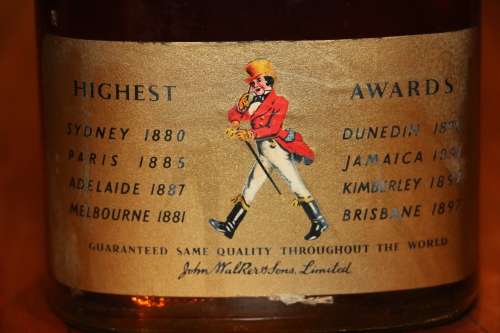 HIGHEST AWARDS
SYDNEY 1880
PARIS 1885
ADELAIDE 1887
MELBOURNE 1881
DUNEDIN
JAMAICA
KIMBERLEY
BRISBANE 1897
GUARANTEED SAME QUALITY THROUGHOUT THE WORLD
John Walker & Sons, Limited